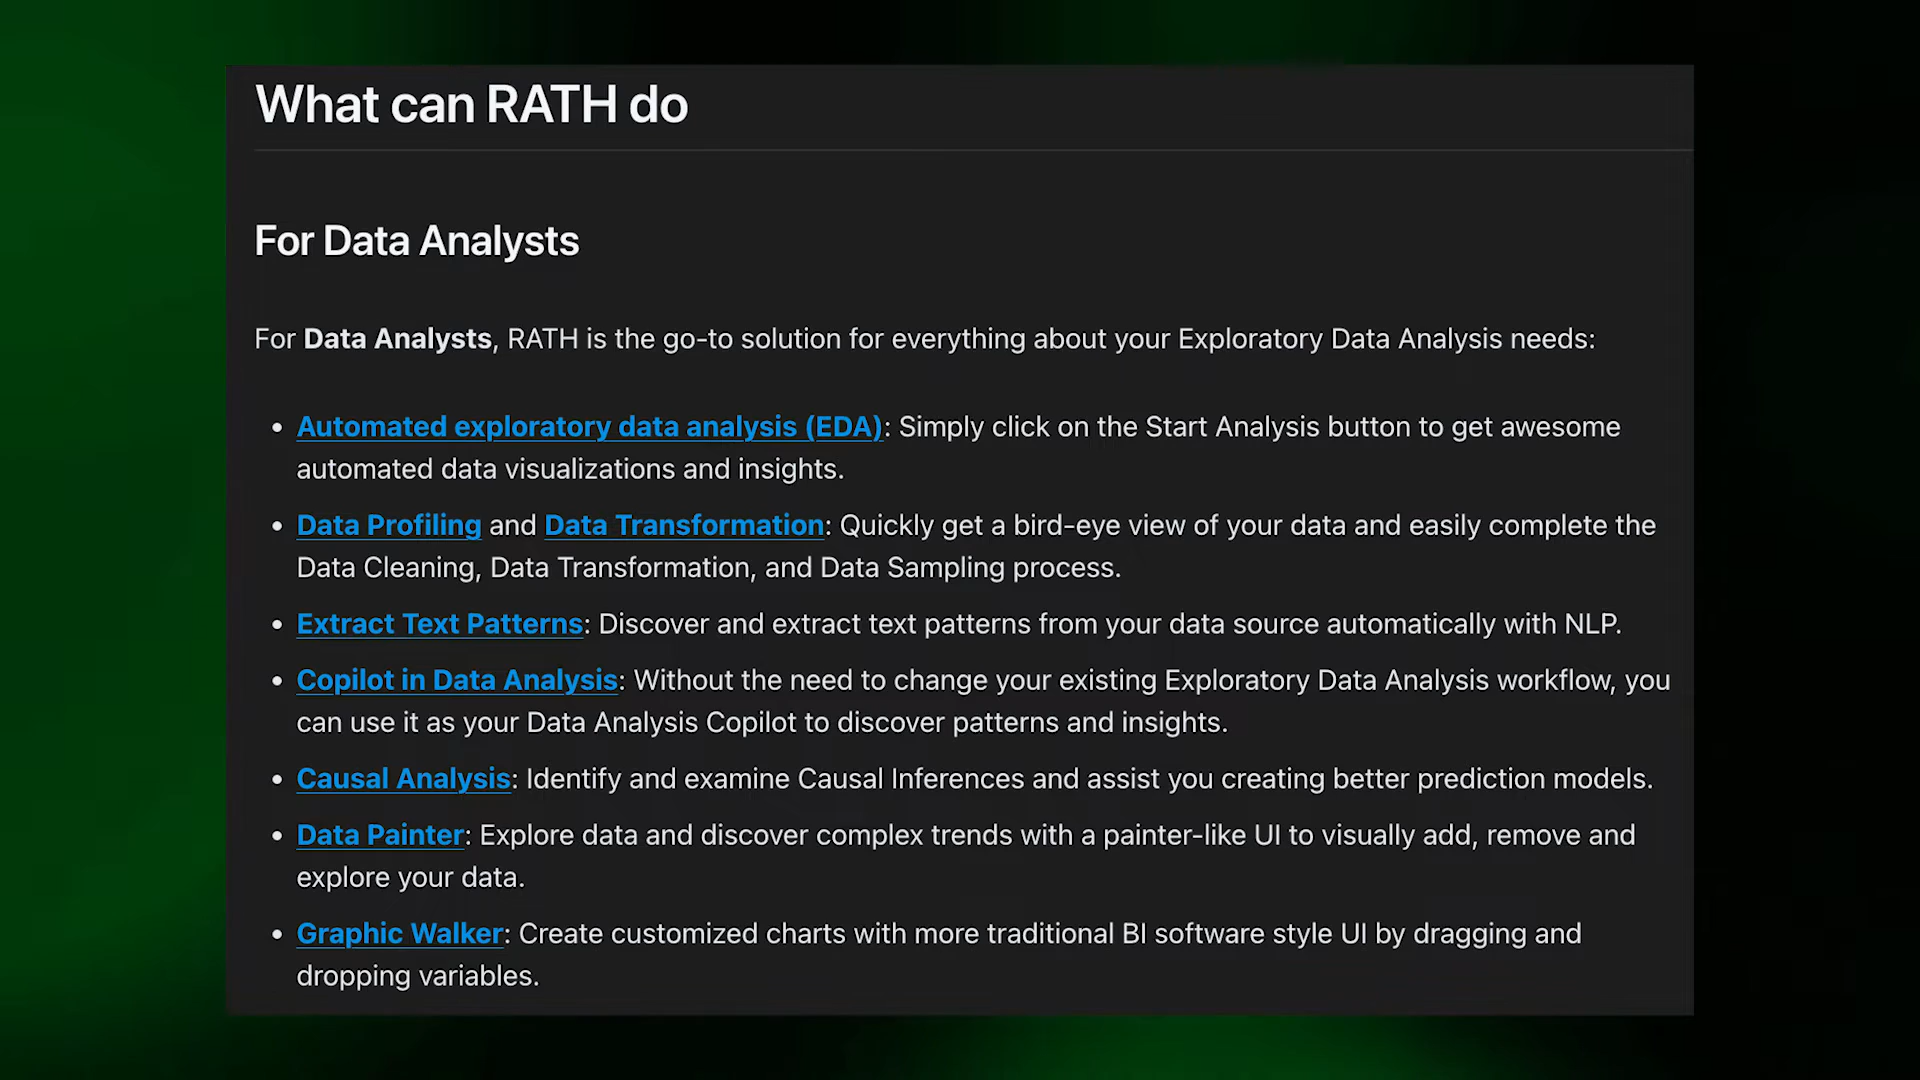 What can RATH do
For Data Analysts
For Data Analysts, RATH is the go-to solution for everything about your Exploratory Data Analysis needs:
• Automated exploratory data analysis (EDA): Simply click on the Start Analysis button to get awesome
automated data visualizations and insights.
• Data Profiling and Data Transformation: Quickly get a bird-eye view of your data and easily complete the
Data Cleaning, Data Transformation, and Data Sampling process.
• Extract Text Patterns: Discover and extract text patterns from your data source automatically with NLP.
• Copilot in Data Analysis: Without the need to change your existing Exploratory Data Analysis workflow, you
can use it as your Data Analysis Copilot to discover patterns and insights.
• Causal Analysis: Identify and examine Causal Inferences and assist you creating better prediction models.
• Data Painter: Explore data and discover complex trends with a painter-like UI to visually add, remove and
explore your data.
• Graphic Walker: Create customized charts with more traditional BI software style UI by dragging and
dropping variables.